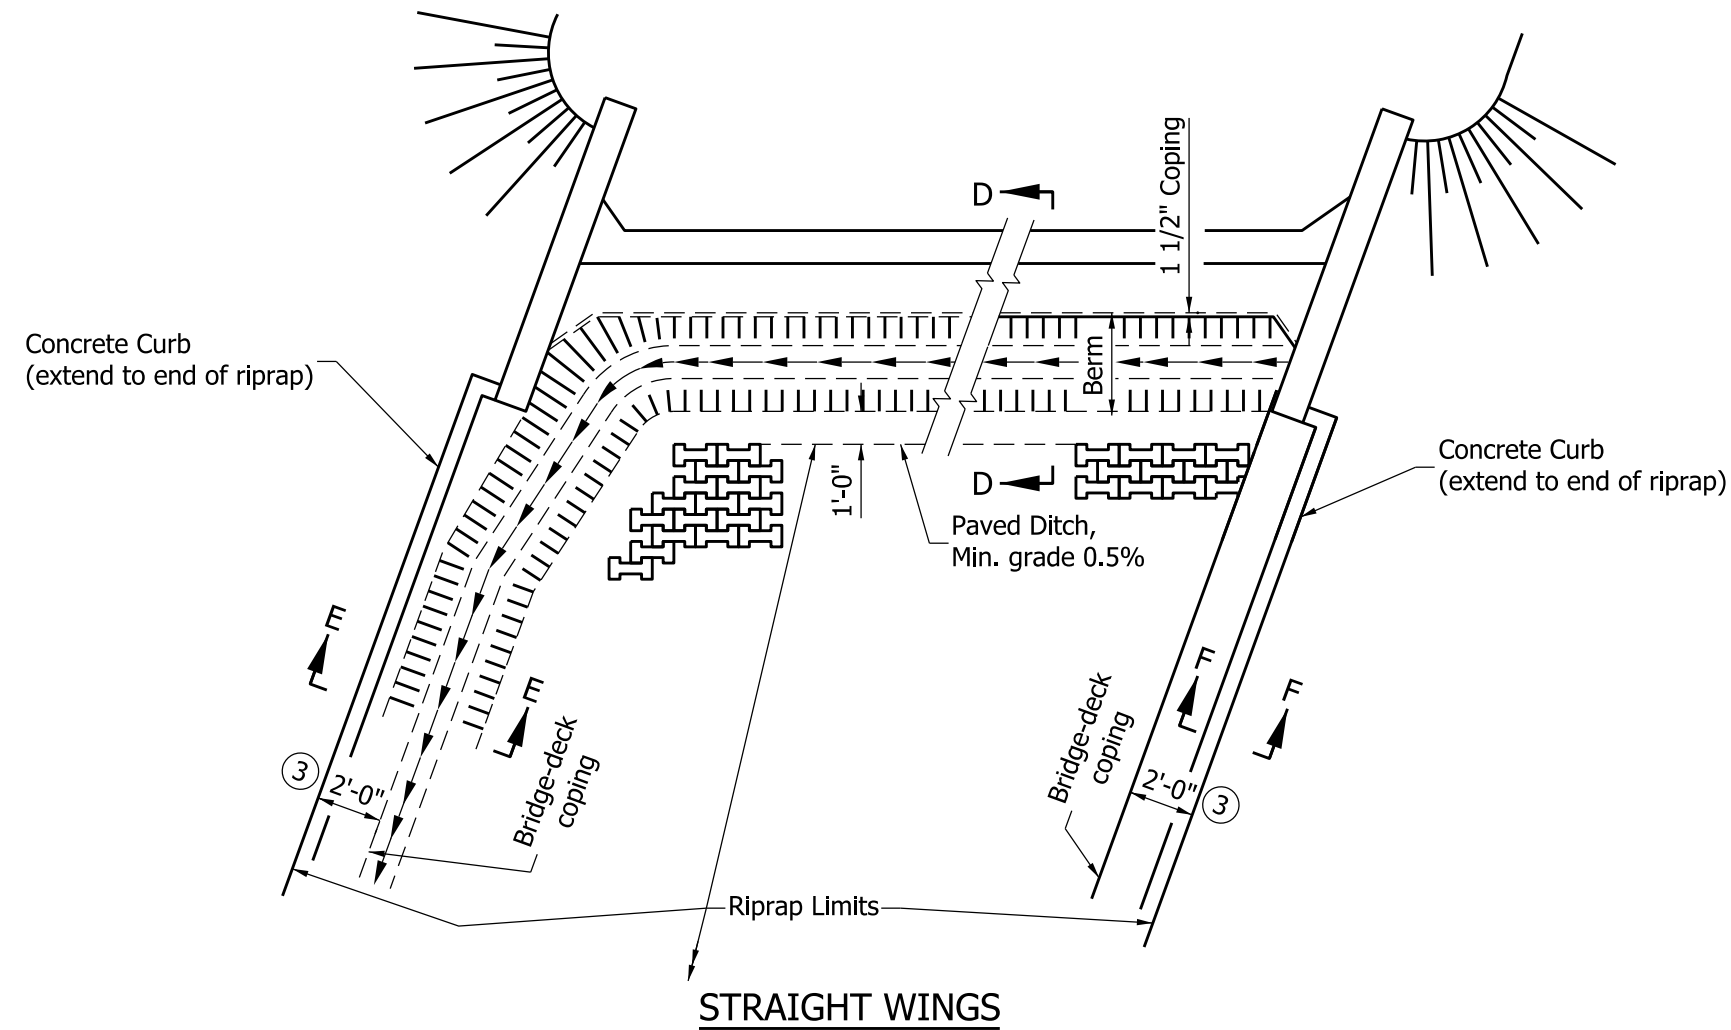 D
1 1/2" Coping
Concrete Curb
(extend to end of riprap)
Berm
Concrete Curb
(extend to end of riprap)
1'-0"
D
Paved Ditch,
Min. grade 0.5%
E
E
F
F
Bridge-deck
coping
Bridge-deck
coping
3
2'-0"
2'-0"
3
Riprap Limits
STRAIGHT WINGS